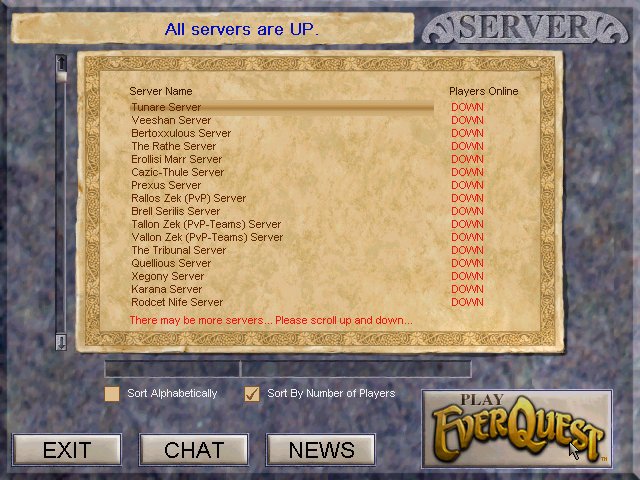 All servers are UP.
SERVER
Server Name Players Online
Tunare Server DOWN
Veeshan Server DOWN
Bertoxxulous Server DOWN
The Rathe Server DOWN
Erollisi Marr Server DOWN
Cazic-Thule Server DOWN
Prexus Server DOWN
Rallos Zek (PvP) Server DOWN
Brell Serilis Server DOWN
Tallon Zek (PvP-Teams) Server DOWN
Vallon Zek (PvP-Teams) Server DOWN
The Tribunal Server DOWN
Quellious Server DOWN
Xegony Server DOWN
Karana Server DOWN
Rodcet Nife Server DOWN
There may be more servers... Please scroll up and down...
Sort Alphabetically Sort By Number of Players
PLAY
EVERQUEST
TM
EXIT CHAT NEWS